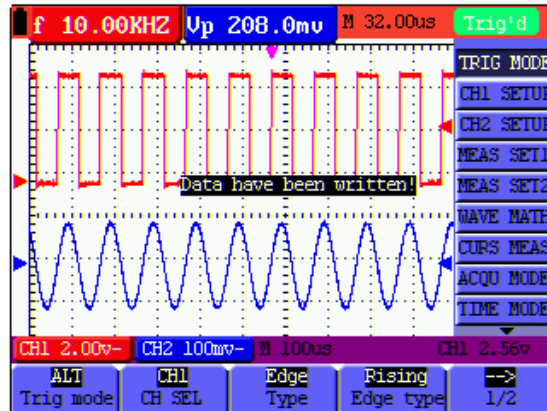 f 10.00KHZ Vp 208.0mv M 32.00us Trig'd
TRIG MODE
CH1 SETUP
CH2 SETUP
MEAS SET1
Data have been written!
MEAS SET2
WAVE MATH
CURS MEAS
ACQU MODE
TIME MODE
CH1 2.00v- CH2 100mv- M 100us CH1 2.56v
ALT CH1 Edge Rising -->
Trig mode CH SEL Type Edge type 1/2